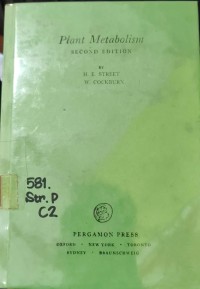 Plant Metabolism
SECOND EDITION
BY
H. E. STREET
W. COCKBURN
581.
Str. P
C2
PERGAMON PRESS
OXFORD · NEW YORK · TORONTO
SYDNEY · BRAUNSCHWEIG